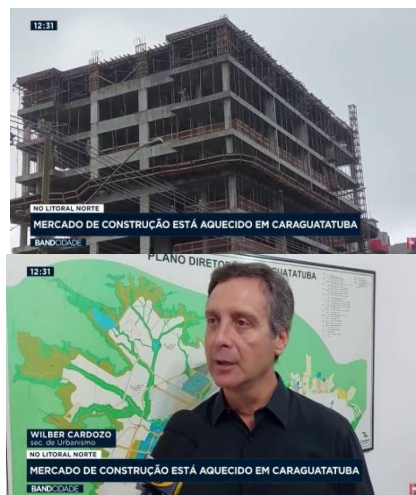 12:31
NO LITORAL NORTE
MERCADO DE CONSTRUÇÃO ESTÁ AQUECIDO EM CARAGUATATUBA
BANDCIDADE
12:31
PLANO DIRETOR
GUATATUBA
WILBER CARDOZO
sec. de Urbanismo
NO LITORAL NORTE
MERCADO DE CONSTRUÇÃO ESTÁ AQUECIDO EM CARAGUATATUBA
BANDCIDADE